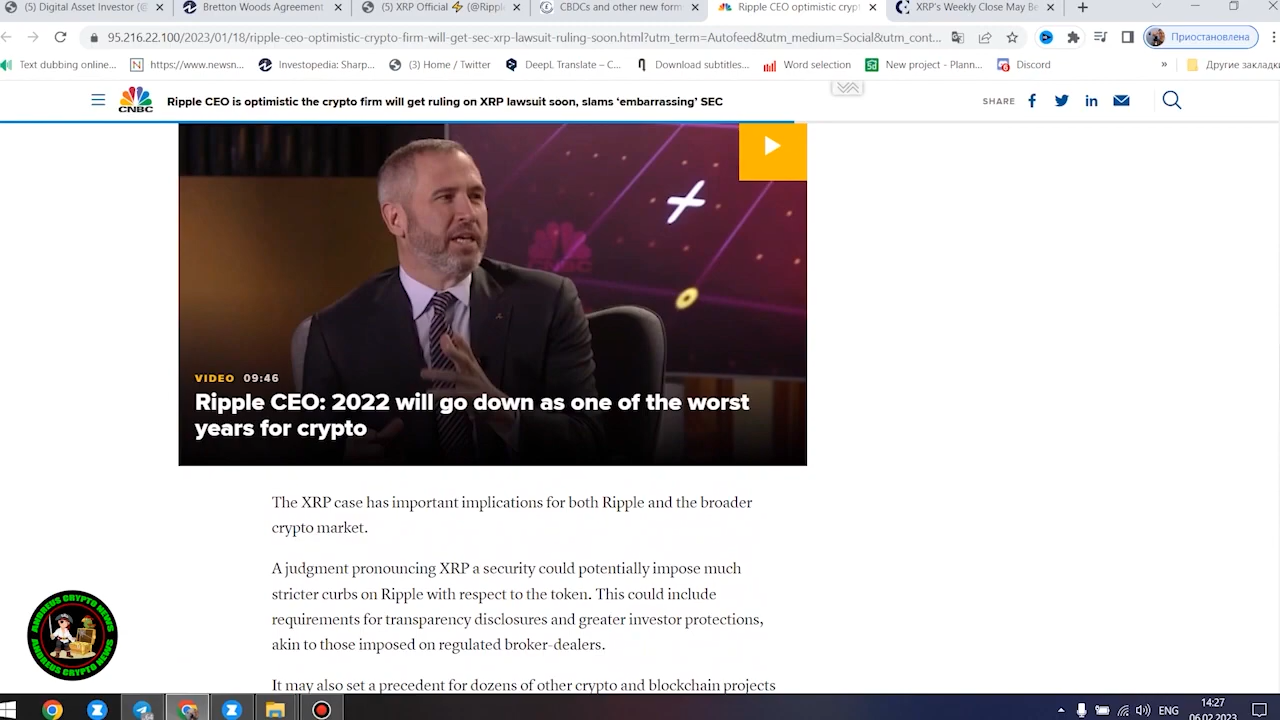 (5) Digital Asset Investor (@
Bretton Woods Agreement
(5) XRP Official ⚡ (@Rippl
CBDCs and other new form
Ripple CEO optimistic crypt
XRP's Weekly Close May Be
95.216.22.100/2023/01/18/ripple-ceo-optimistic-crypto-firm-will-get-sec-xrp-lawsuit-ruling-soon.html?utm_term=Autofeed&utm_medium=Social&utm_cont...
Приостановлена
Text dubbing online...
https://www.newsn...
Investopedia: Sharp...
(3) Home / Twitter
DeepL Translate – C...
Download subtitles...
Word selection
New project - Plann...
Discord
»
Другие закладки
CNBC
Ripple CEO is optimistic the crypto firm will get ruling on XRP lawsuit soon, slams ‘embarrassing’ SEC
SHARE
VIDEO 09:46
Ripple CEO: 2022 will go down as one of the worst
years for crypto
The XRP case has important implications for both Ripple and the broader
crypto market.
A judgment pronouncing XRP a security could potentially impose much
stricter curbs on Ripple with respect to the token. This could include
requirements for transparency disclosures and greater investor protections,
akin to those imposed on regulated broker-dealers.
It may also set a precedent for dozens of other crypto and blockchain projects
ANDREUS CRYPTO NEWS
ANDREUS CRYPTO NEWS
ENG
14:27
06.02.2023